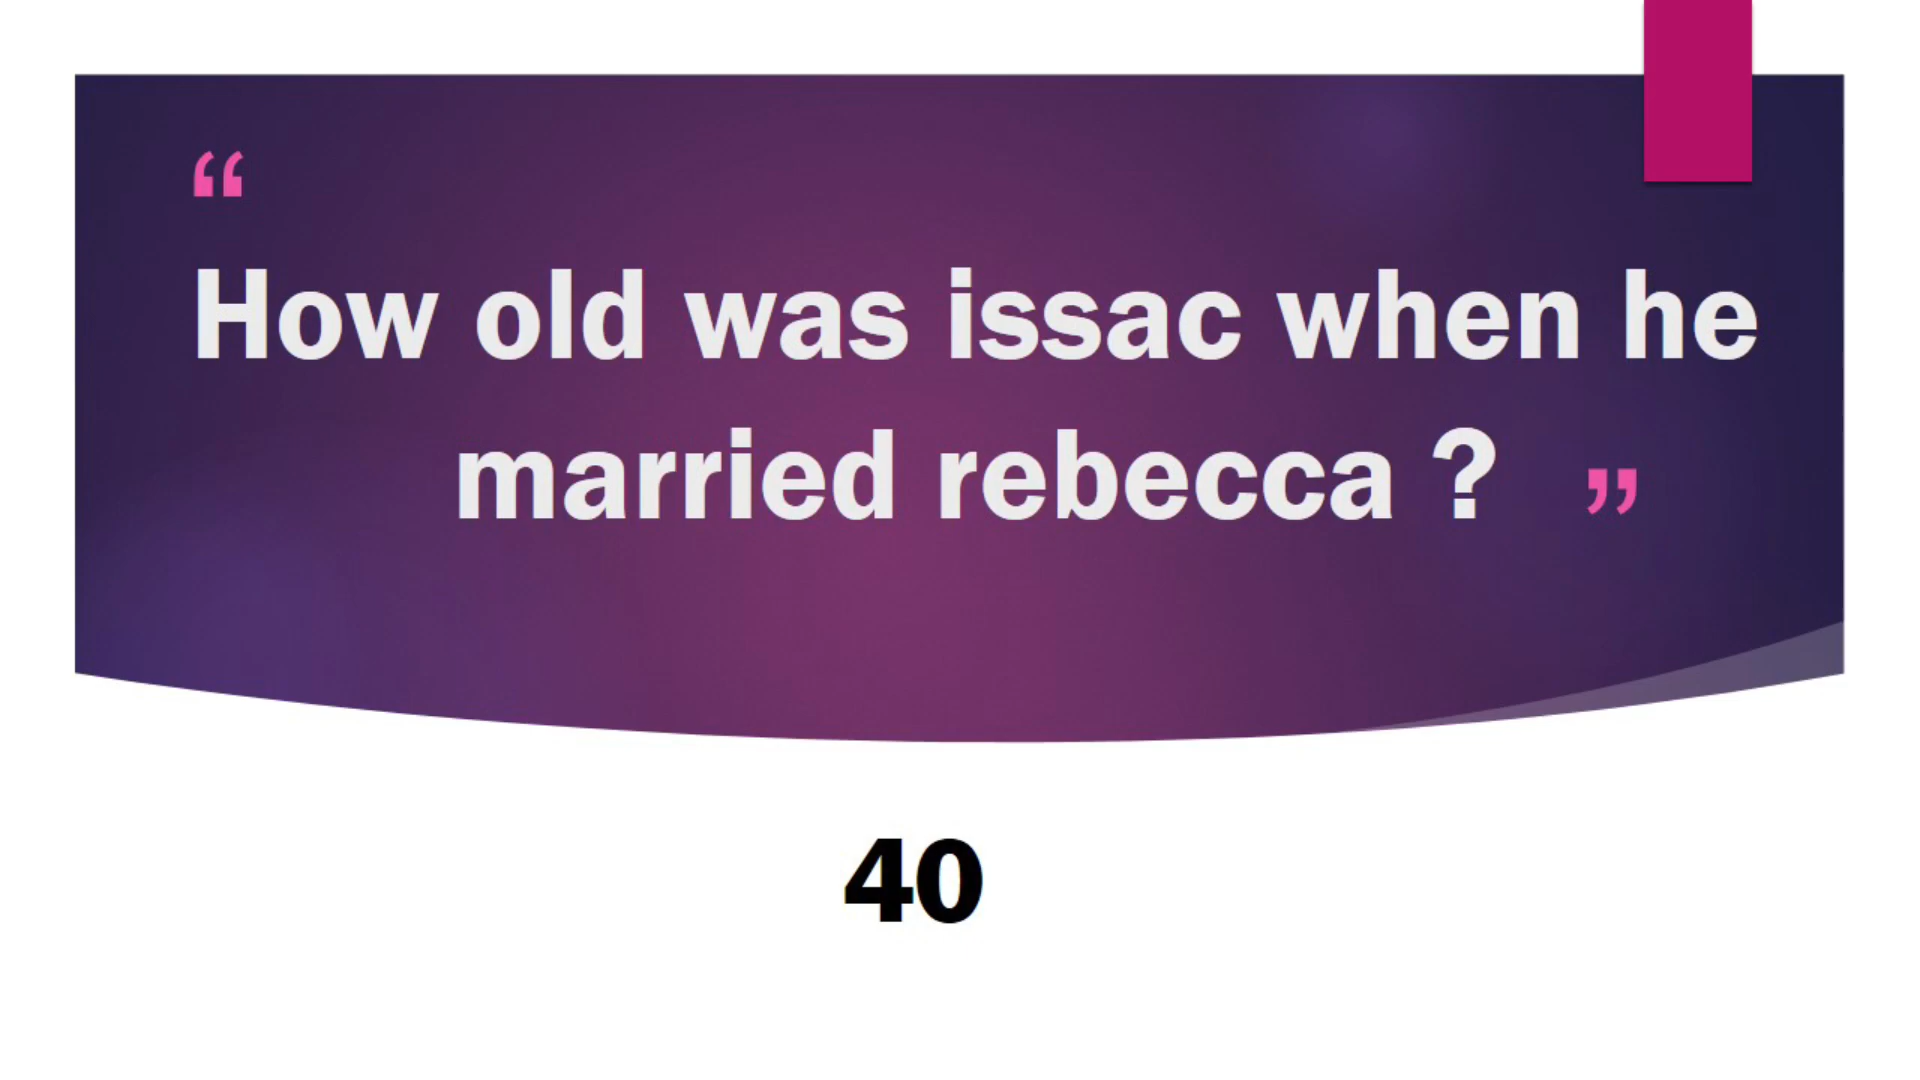 “
How old was issac when he
married rebecca ? ”
40